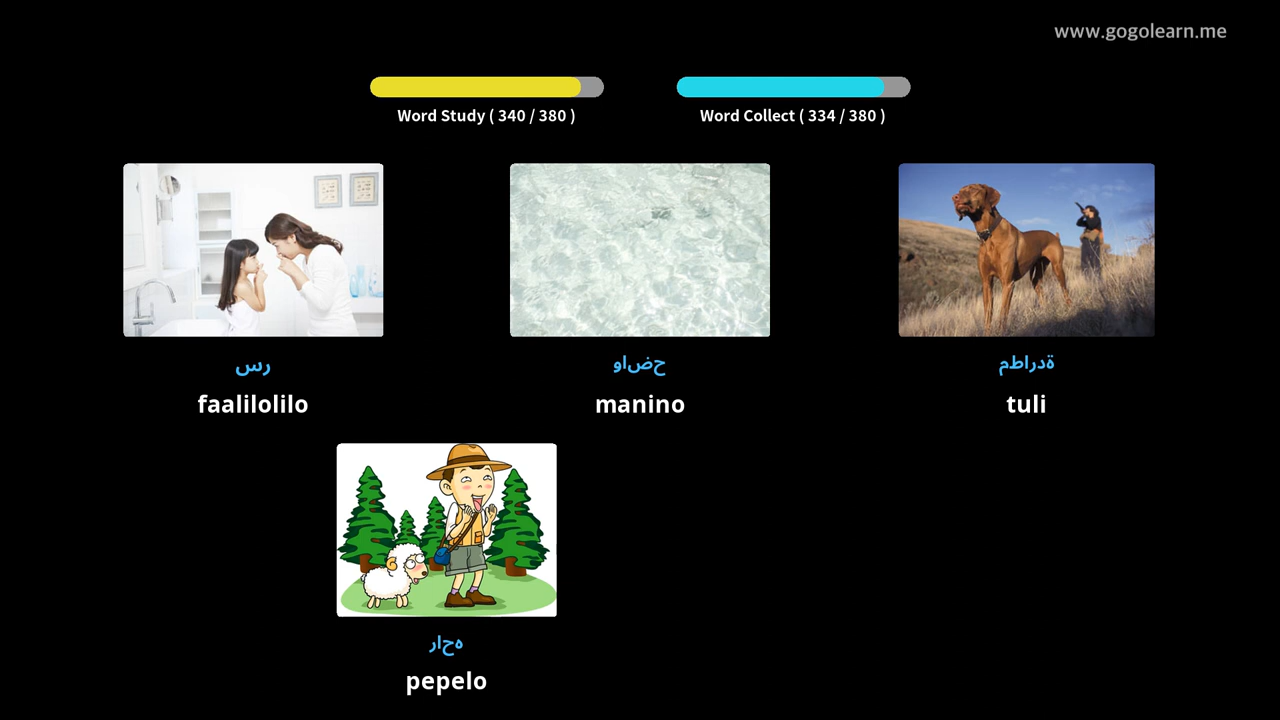 www.gogolearn.me
Word Study ( 340 / 380 )
Word Collect ( 334 / 380 )
رس
حضاو
ةدراطم
faalilolilo
manino
tuli
هحار
pepelo